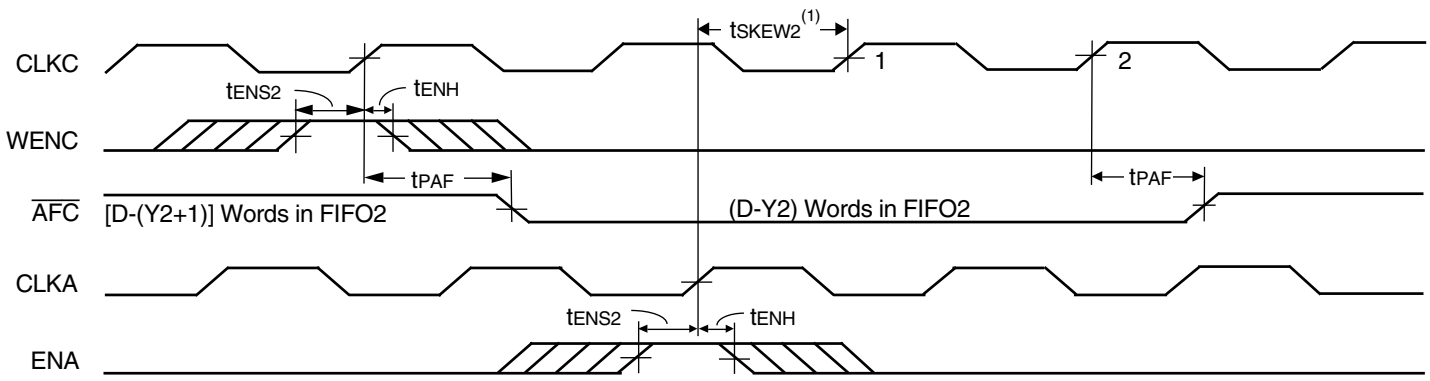 tSKEW2(1)
CLKC
1
2
tENS2
tENH
WENC
tPAF
tPAF
AFC
[D-(Y2+1)] Words in FIFO2
(D-Y2) Words in FIFO2
CLKA
tENS2
tENH
ENA